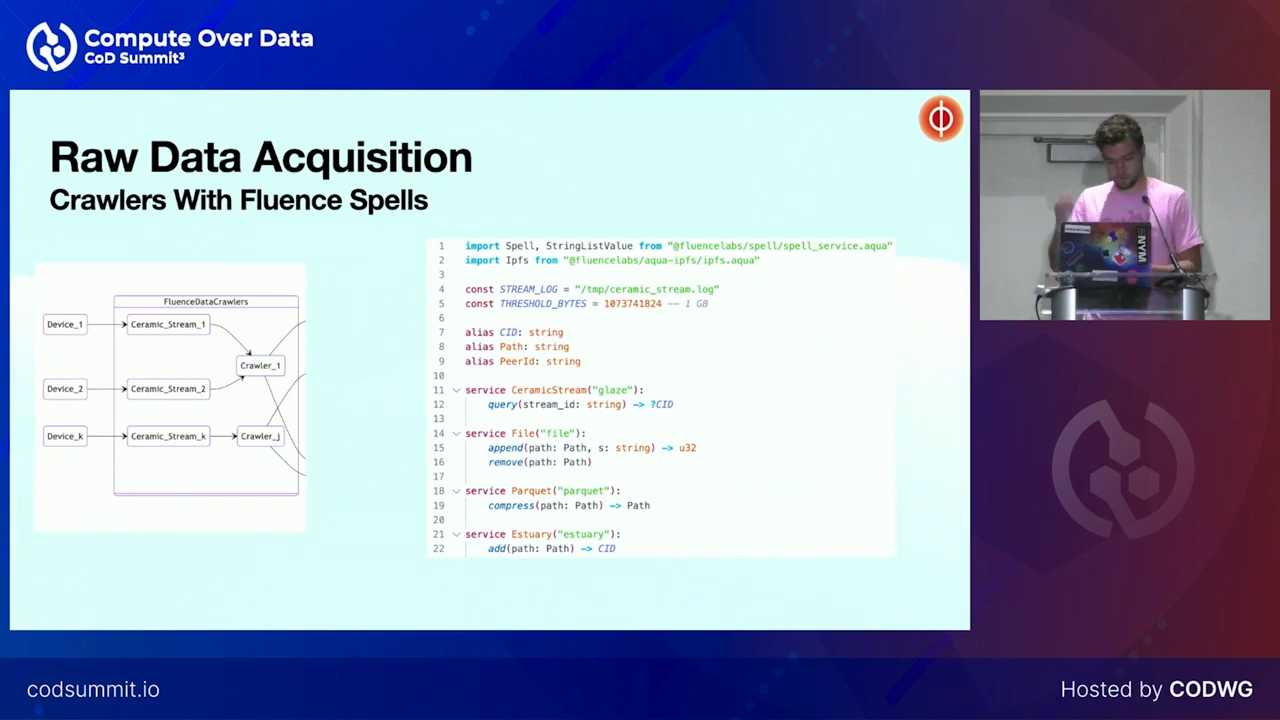 Compute Over Data
CoD Summit³
Raw Data Acquisition
Crawlers With Fluence Spells
FluenceDataCrawlers
Device_1
Ceramic_Stream_1
Crawler_1
Device_2
Ceramic_Stream_2
Device_k
Ceramic_Stream_k
Crawler_j
1 import Spell, StringListValue from "@fluencelabs/spell/spell_service.aqua"
2 import Ipfs from "@fluencelabs/aqua-ipfs/ipfs.aqua"
3
4 const STREAM_LOG = "/tmp/ceramic_stream.log"
5 const THRESHOLD_BYTES = 1073741824 -- 1 GB
6
7 alias CID: string
8 alias Path: string
9 alias PeerId: string
10
11 service CeramicStream("glaze"):
12 query(stream_id: string) -> ?CID
13
14 service File("file"):
15 append(path: Path, s: string) -> u32
16 remove(path: Path)
17
18 service Parquet("parquet"):
19 compress(path: Path) -> Path
20
21 service Estuary("estuary"):
22 add(path: Path) -> CID
NYM
codsummit.io
Hosted by CODWG